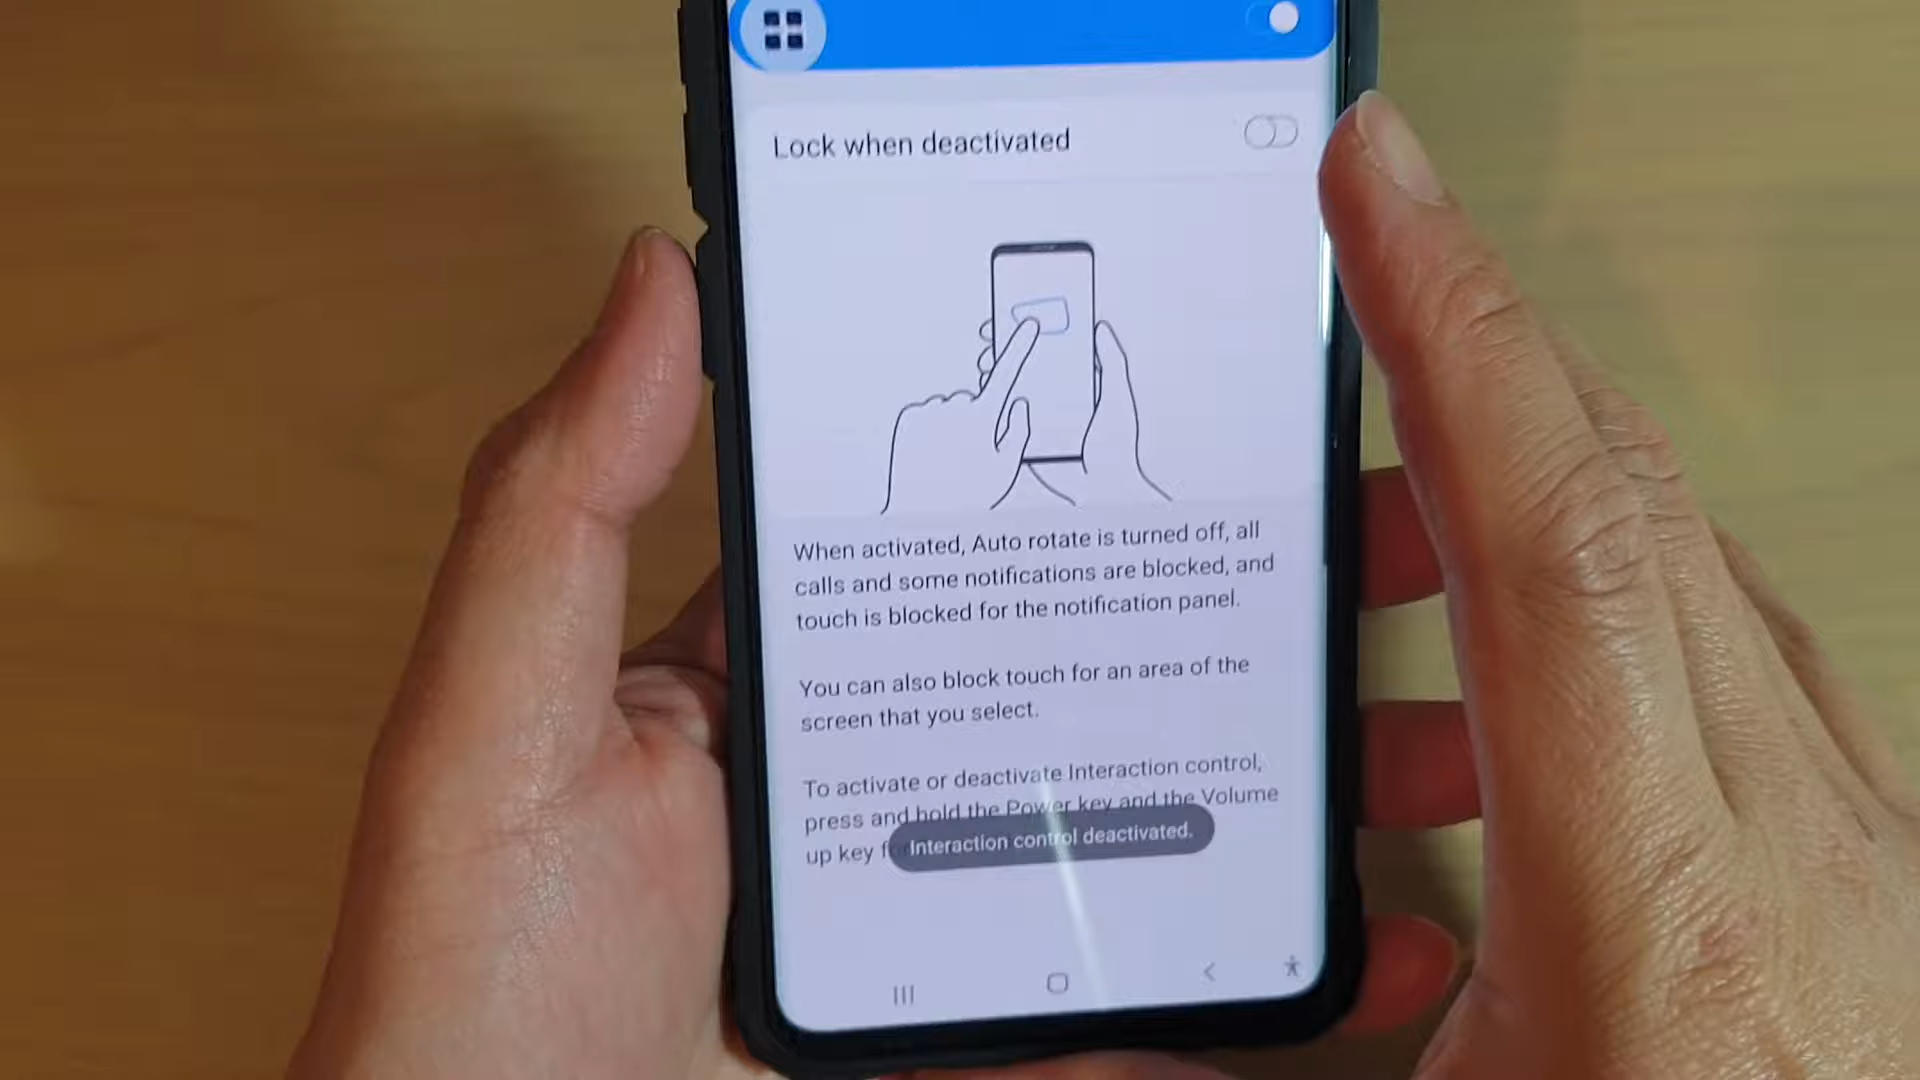 Lock when deactivated
When activated, Auto rotate is turned off, all
calls and some notifications are blocked, and
touch is blocked for the notification panel.
You can also block touch for an area of the
screen that you select.
To activate or deactivate Interaction control,
press and hold the Power key and the Volume
up key
Interaction control deactivated.